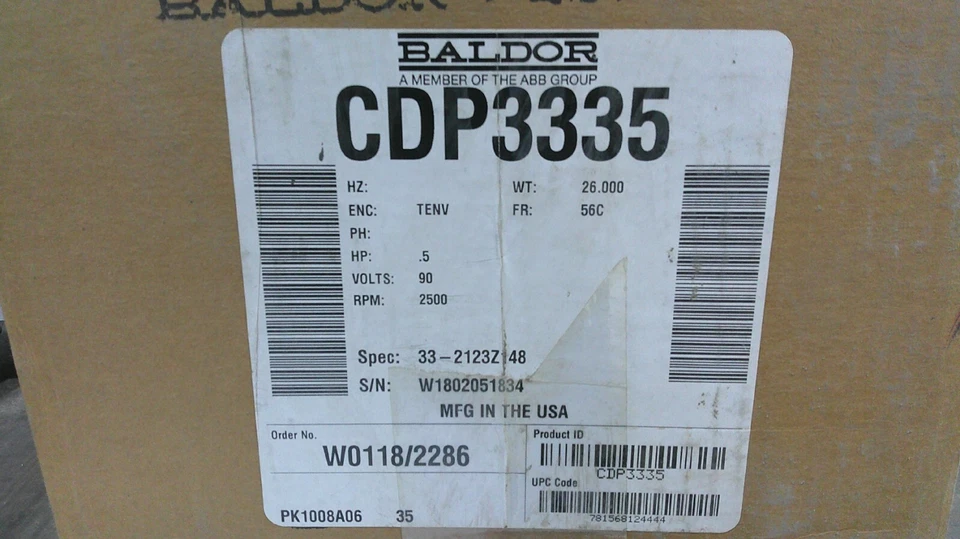 BALDOR
BALDOR
A MEMBER OF THE ABB GROUP
CDP3335
HZ: WT: 26.000
ENC: TENV FR: 56C
PH:
HP: .5
VOLTS: 90
RPM: 2500
Spec: 33-2123Z148
S/N: W1802051834
MFG IN THE USA
Order No. Product ID
W0118/2286
CDP3335
UPC Code
781568124444
PK1008A06 35